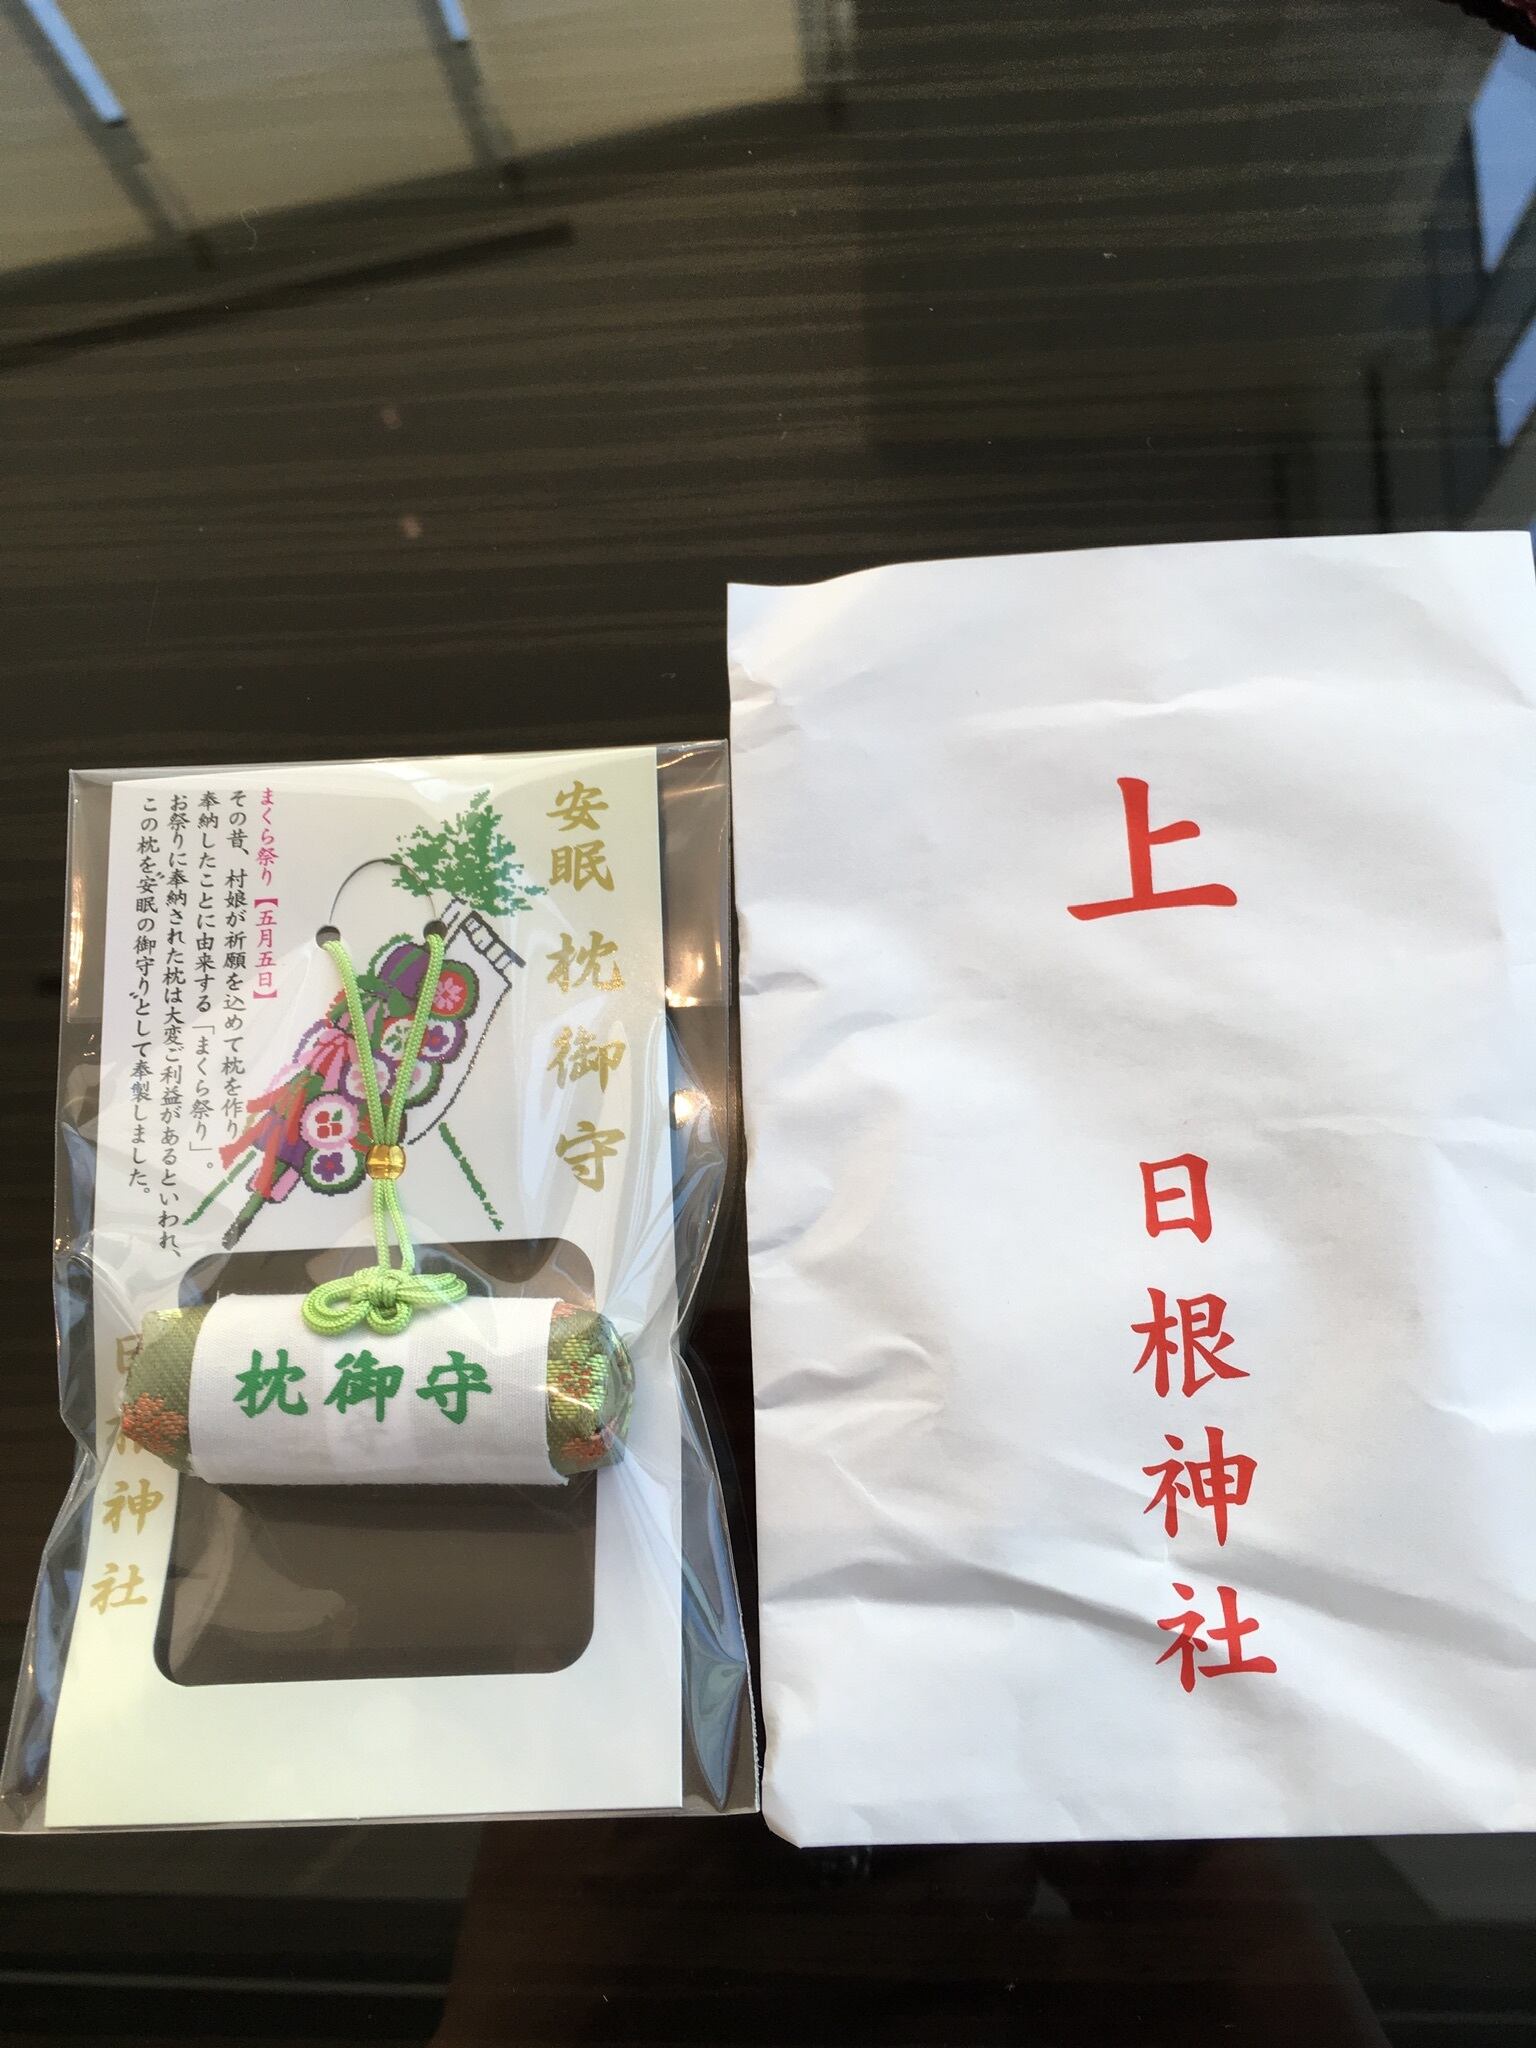 安眠枕御守
まくら祭り【五月五日】
その昔、村娘が祈願を込めて枕を作り
奉納したことに由来する「まくら祭り」。
お祭りに奉納された枕は大変ご利益があるといわれ、
この枕を“安眠の御守り”として奉製しました。
日根神社
枕御守
上
日根神社